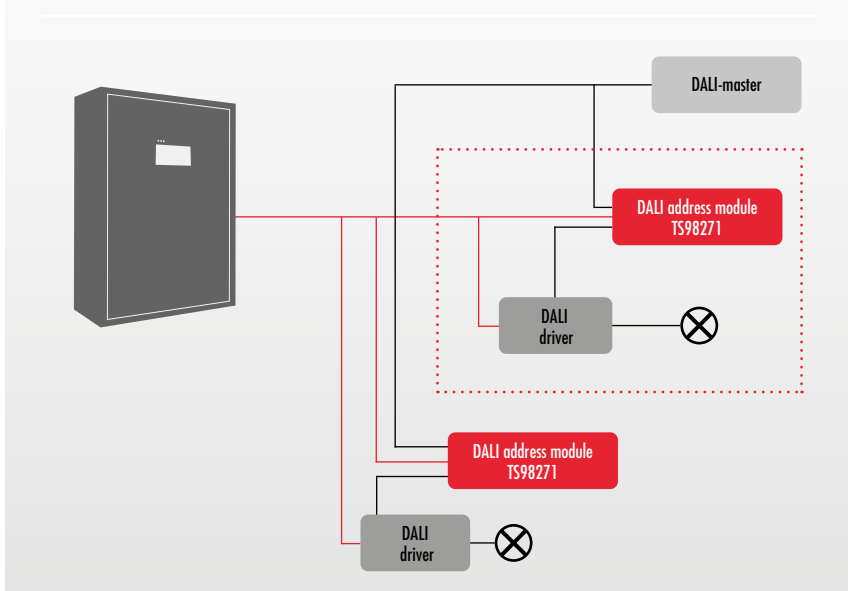 DALI-master
DALI address module
TS98271
DALI
driver
DALI address module
TS98271
DALI
driver